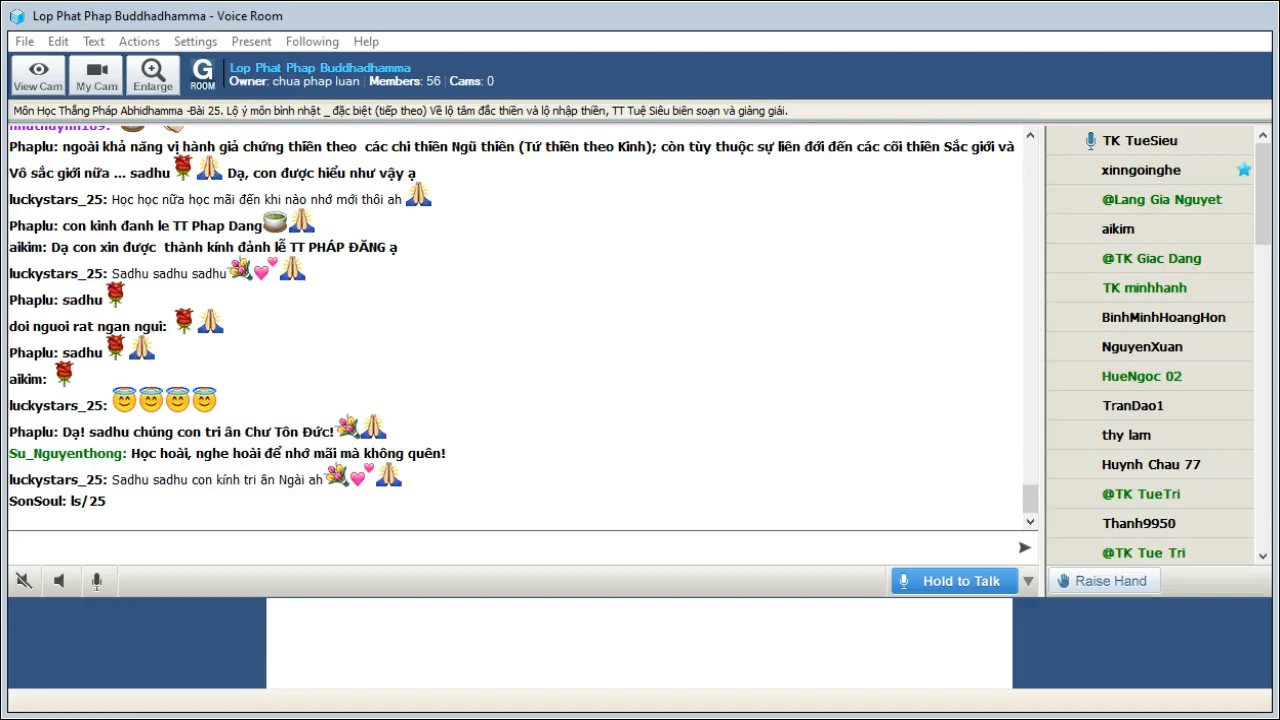 Lop Phat Phap Buddhadhamma - Voice Room
File Edit Text Actions Settings Present Following Help
View Cam My Cam Enlarge G ROOM
Lop Phat Phap Buddhadhamma
Owner: chua phap luan Members: 56 Cams: 0
Môn Học Thắng Pháp Abhidhamma -Bài 25. Lộ ý môn bình nhật _ đặc biệt (tiếp theo) Về lộ tâm đắc thiền và lộ nhập thiền, TT Tuệ Siêu biên soạn và giảng giải.
Phaplu: ngoài khả năng vị hành giả chứng thiền theo các chi thiền Ngũ thiền (Tứ thiền theo Kinh); còn tùy thuộc sự liên đới đến các cõi thiền Sắc giới và
Vô sắc giới nữa ... sadhu Dạ, con được hiểu như vậy ạ
luckystars_25: Học học nữa học mãi đến khi nào nhớ mới thôi ah
Phaplu: con kinh đanh le TT Phap Dang
aikim: Dạ con xin được thành kính đảnh lễ TT PHÁP ĐĂNG ạ
luckystars_25: Sadhu sadhu sadhu
Phaplu: sadhu
doi nguoi rat ngan ngui:
Phaplu: sadhu
aikim:
luckystars_25:
Phaplu: Dạ! sadhu chúng con tri ân Chư Tôn Đức!
Su_Nguyenthong: Học hoài, nghe hoài để nhớ mãi mà không quên!
luckystars_25: Sadhu sadhu con kính tri ân Ngài ah
SonSoul: ls/25
TK TueSieu
xinngoinghe
@Lang Gia Nguyet
aikim
@TK Giac Dang
TK minhhanh
BinhMinhHoangHon
NguyenXuan
HueNgoc 02
TranDao1
thy lam
Huynh Chau 77
@TK TueTri
Thanh9950
@TK Tue Tri
Hold to Talk
Raise Hand